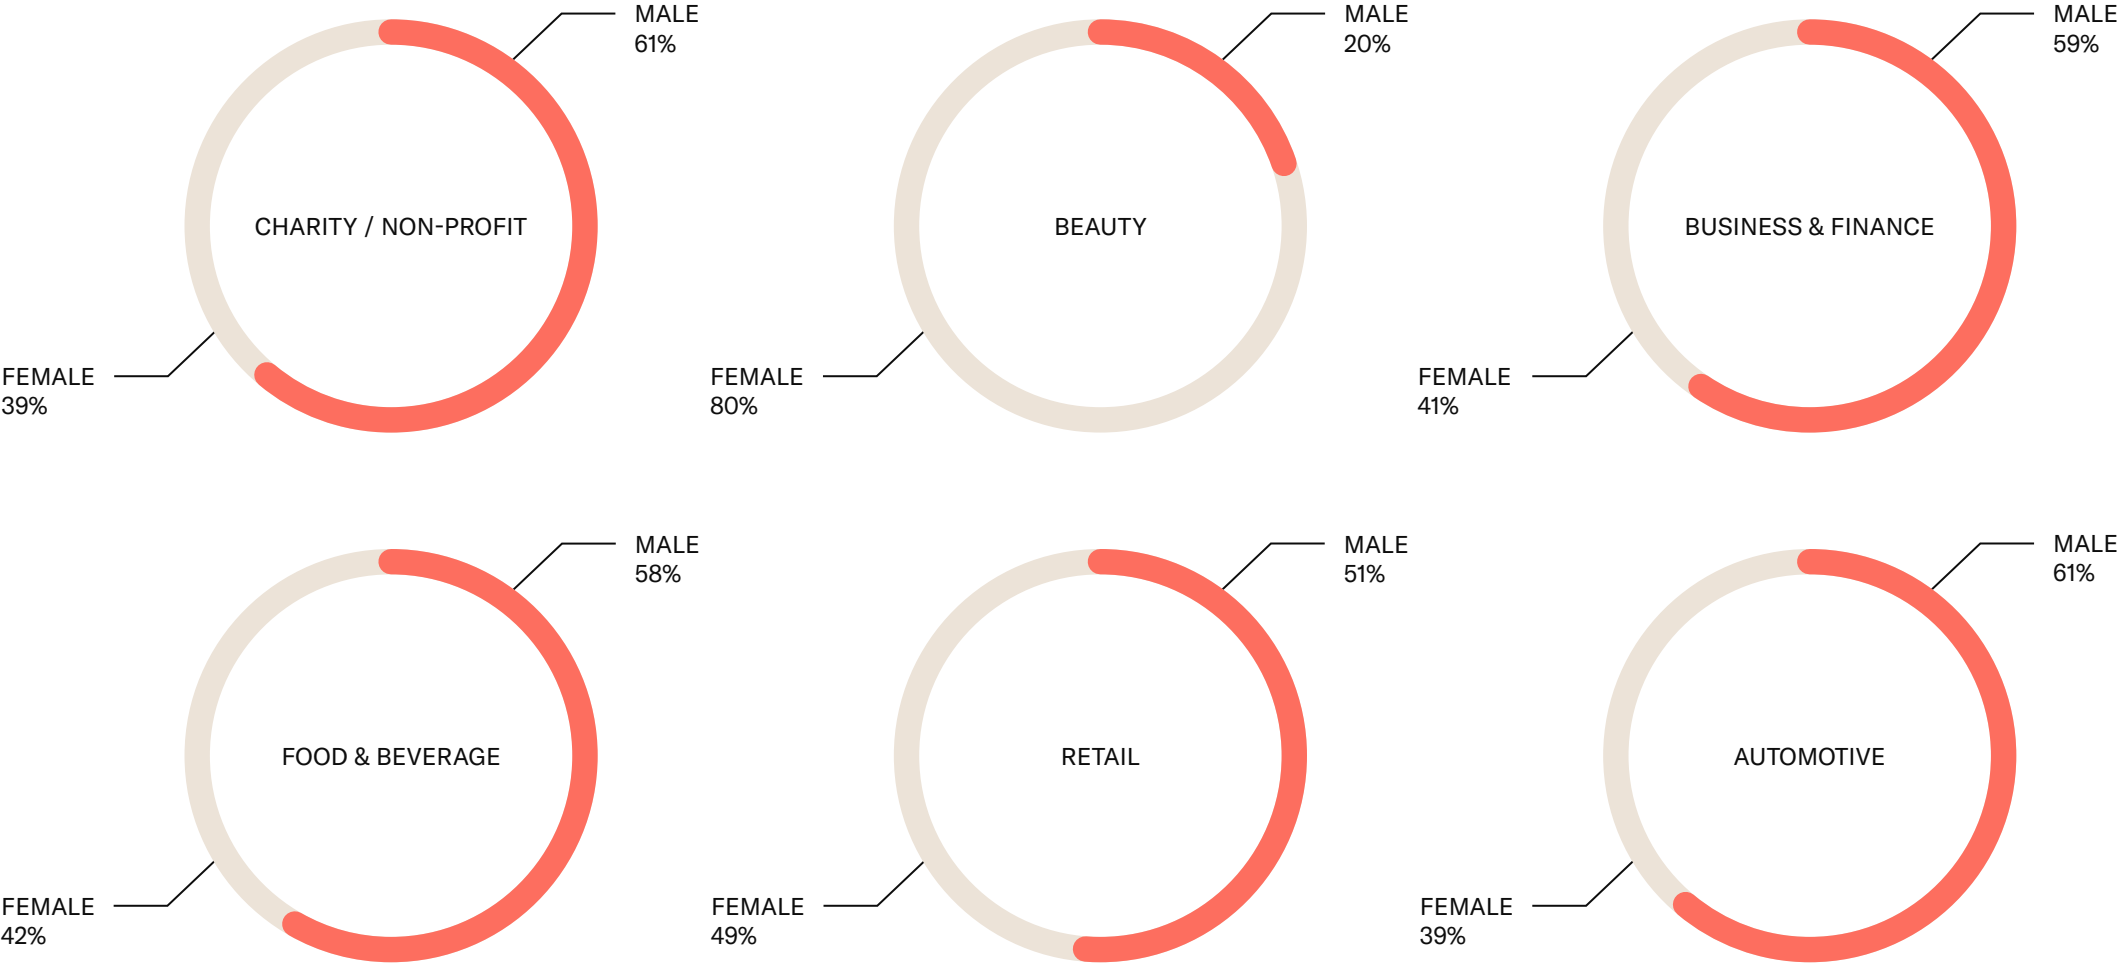 MALE
61%
CHARITY / NON-PROFIT
FEMALE
39%
MALE
20%
BEAUTY
FEMALE
80%
MALE
59%
BUSINESS & FINANCE
FEMALE
41%
MALE
58%
FOOD & BEVERAGE
FEMALE
42%
MALE
51%
RETAIL
FEMALE
49%
MALE
61%
AUTOMOTIVE
FEMALE
39%